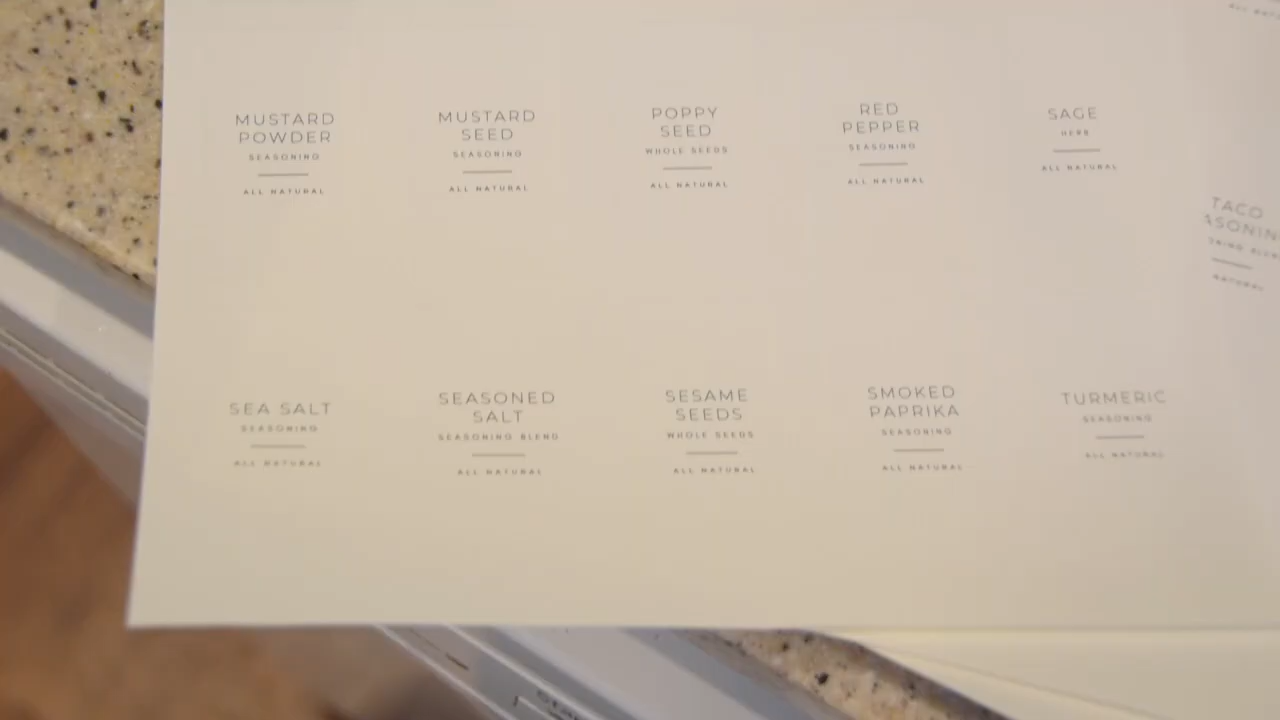 MUSTARD
POWDER
SEASONING
ALL NATURAL
MUSTARD
SEED
SEASONING
ALL NATURAL
POPPY
SEED
WHOLE SEEDS
ALL NATURAL
RED
PEPPER
SEASONING
ALL NATURAL
SAGE
HERB
ALL NATURAL
TACO
NATURAL
SEA SALT
SEASONING
ALL NATURAL
SEASONED
SALT
SEASONING BLEND
ALL NATURAL
SESAME
SEEDS
WHOLE SEEDS
ALL NATURAL
SMOKED
PAPRIKA
SEASONING
ALL NATURAL
TURMERIC
SEASONING
ALL NATURAL